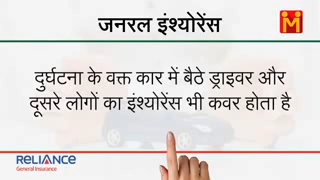 जनरल इंश्योरेंस
दुर्घटना के वक्त कार में बैठे ड्राइवर और
दूसरे लोगों का इंश्योरेंस भी कवर होता है
RELIANCE
General Insurance